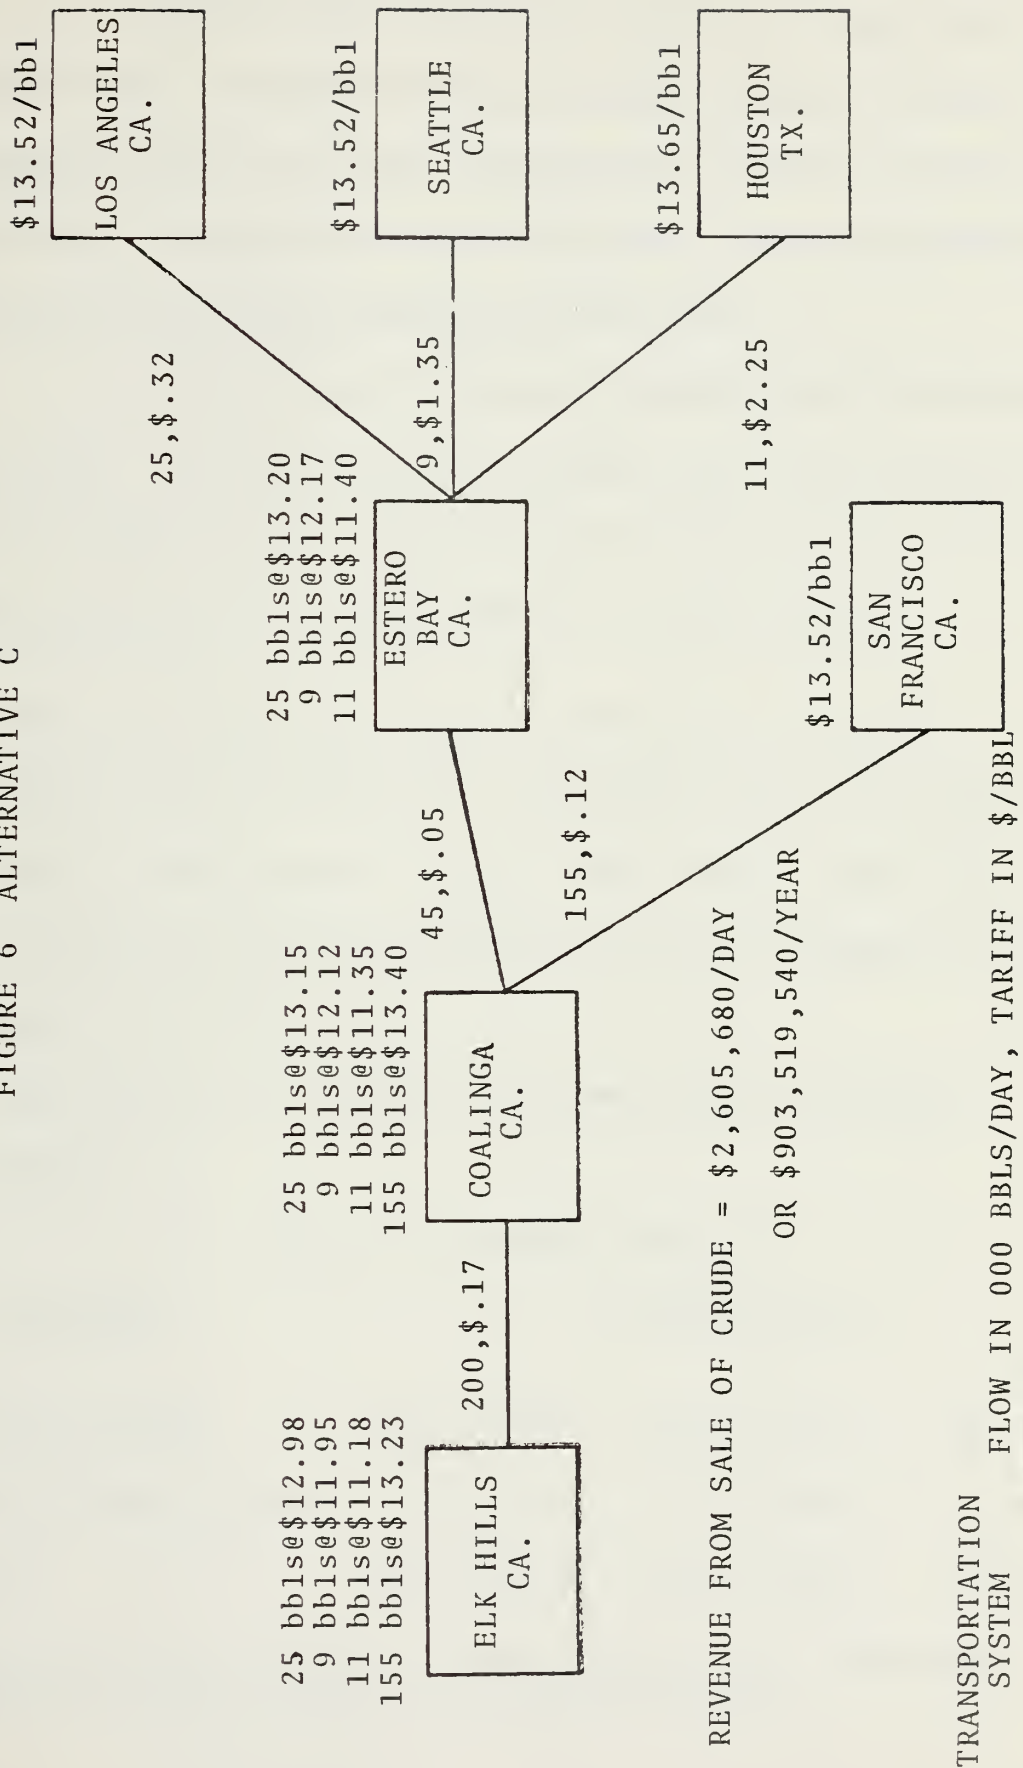 FIGURE 6 ALTERNATIVE C
$13.52/bbl
LOS ANGELES
CA.
25,$.32
25 bbls@$13.20
9 bbls@$12.17
11 bbls@$11.40
ESTERO
BAY
CA.
9,$1.35
$13.52/bbl
SEATTLE
CA.
25 bbls@$13.15
9 bbls@$12.12
11 bbls@$11.35
155 bbls@$13.40
COALINGA
CA.
45,$.05
25 bbls@$12.98
9 bbls@$11.95
11 bbls@$11.18
155 bbls@$13.23
ELK HILLS
CA.
200,$.17
155,$.12
11,$2.25
$13.65/bbl
HOUSTON
TX.
$13.52/bbl
SAN
FRANCISCO
CA.
REVENUE FROM SALE OF CRUDE = $2,605,680/DAY
OR $903,519,540/YEAR
TRANSPORTATION
SYSTEM
FLOW IN 000 BBLS/DAY, TARIFF IN $/BBL